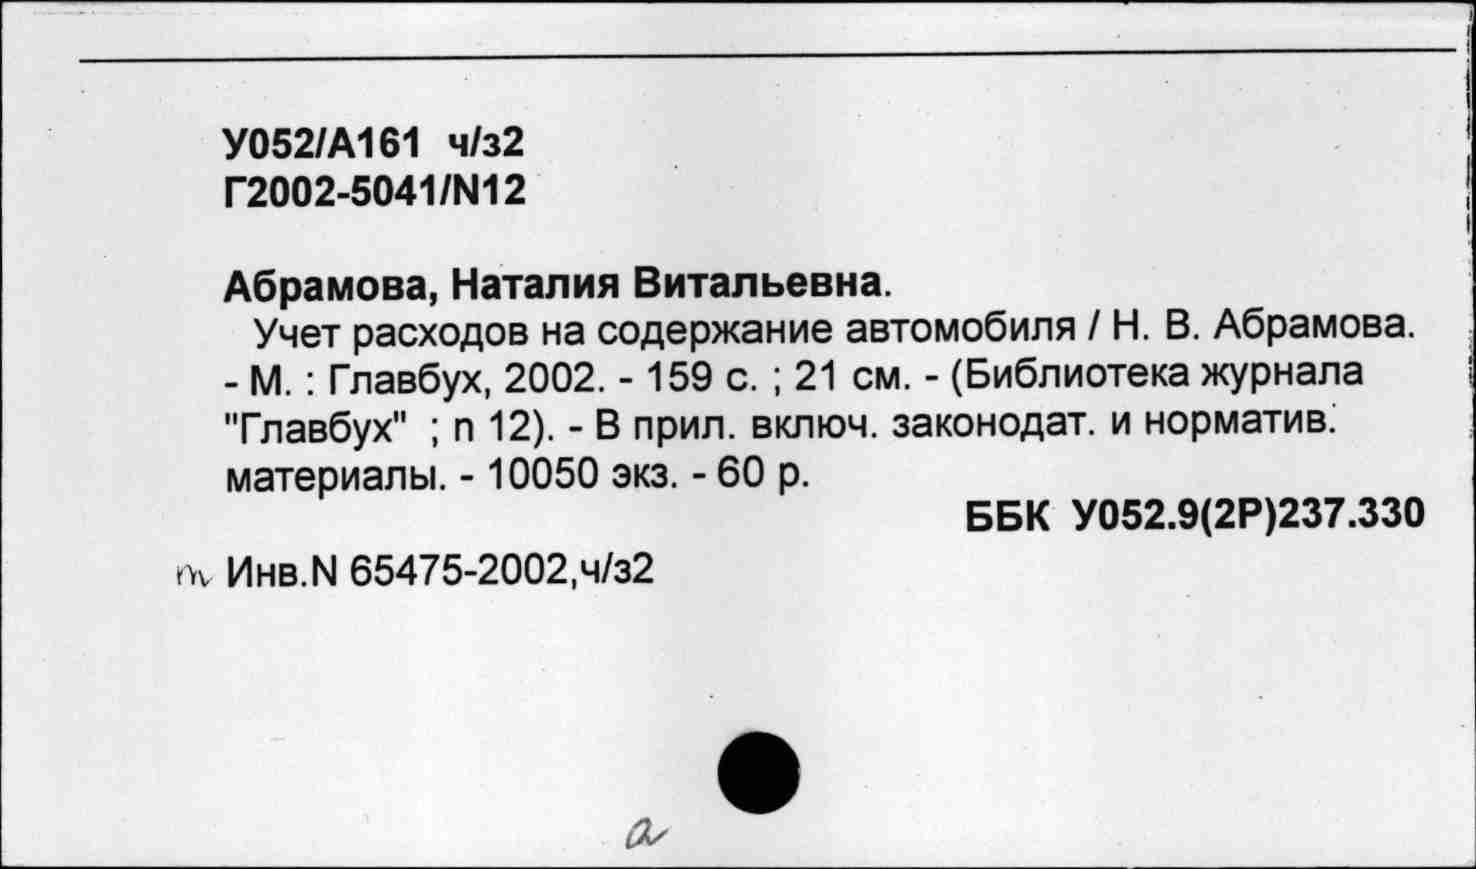 У052/А161 ч/з2
Г2002-5041/N12
Абрамова, Наталия Витальевна.
Учет расходов на содержание автомобиля / Н. В. Абрамова.
- М. : Главбух, 2002. - 159 с. ; 21 см. - (Библиотека журнала
"Главбух" ; n 12). - В прил. включ. законодат. и норматив.
материалы. - 10050 экз. - 60 р.
ББК У052.9(2Р)237.330
Инв.N 65475-2002,ч/з2
а